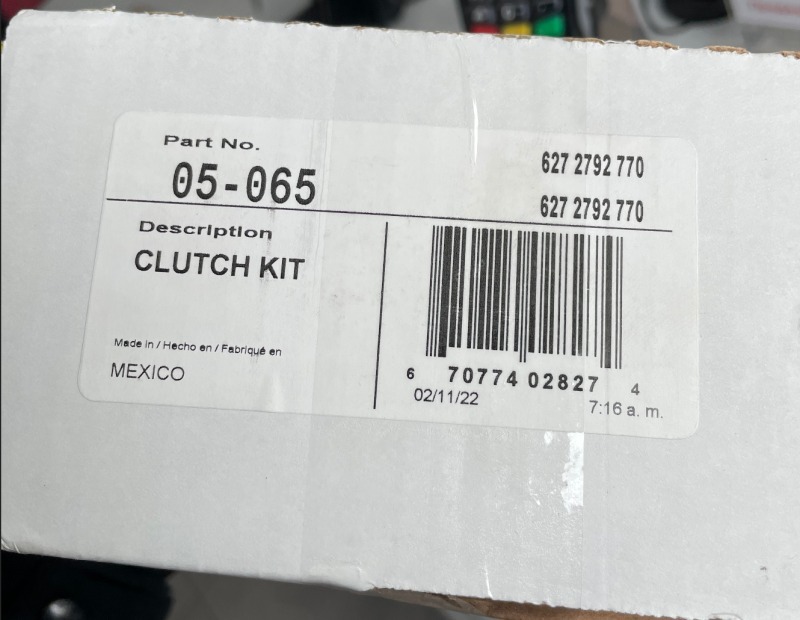 Part No.
05-065
627 2792 770
627 2792 770
Description
CLUTCH KIT
Made in / Hecho en / Fabriqué en
MEXICO
6 70774 02827 4
02/11/22
7:16 a. m.